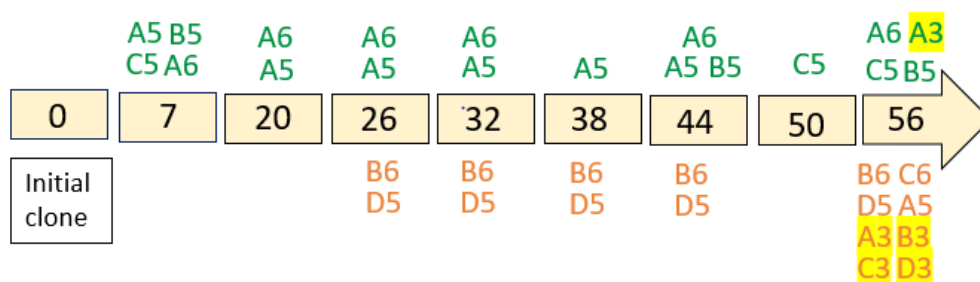 A5 B5 A6 A6 A6 A6 A6 A3
C5 A6 A5 A5 A5 A5 A5 B5 C5 C5 B5
0 7 20 26 32 38 44 50 56
Initial B6 B6 B6 B6 B6 C6
clone D5 D5 D5 D5 D5 A5
A3 B3
C3 D3